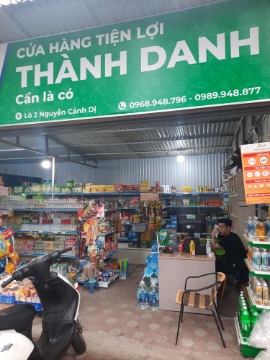 CỬA HÀNG TIỆN LỢI
THÀNH DANH
Cần là có
Lô 2 Nguyễn Cảnh Dị
0968.948.796 - 0989.948.877